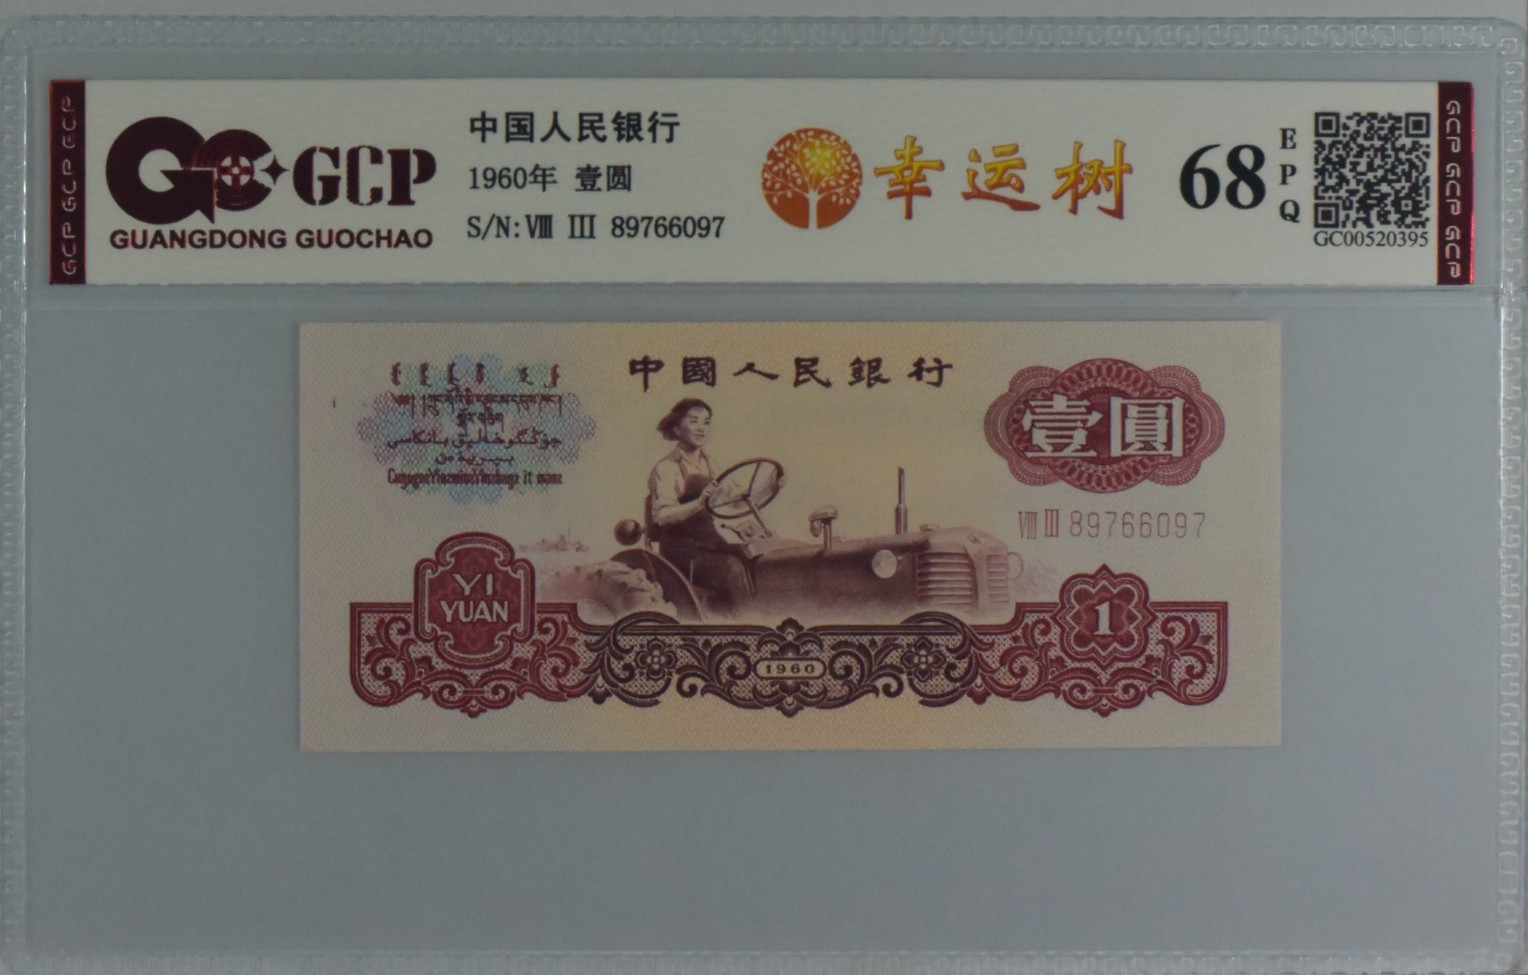 GCP GCP GCP
GCP
GUANGDONG GUOCHAO
中国人民银行
1960年 壹圆
S/N: Ⅷ Ⅲ 89766097
幸运树
68
EPQ
GC00520395
GCP GCP GCP
中國人民銀行
壹圓
Ⅷ Ⅲ 89766097
YI
YUAN
1960
1